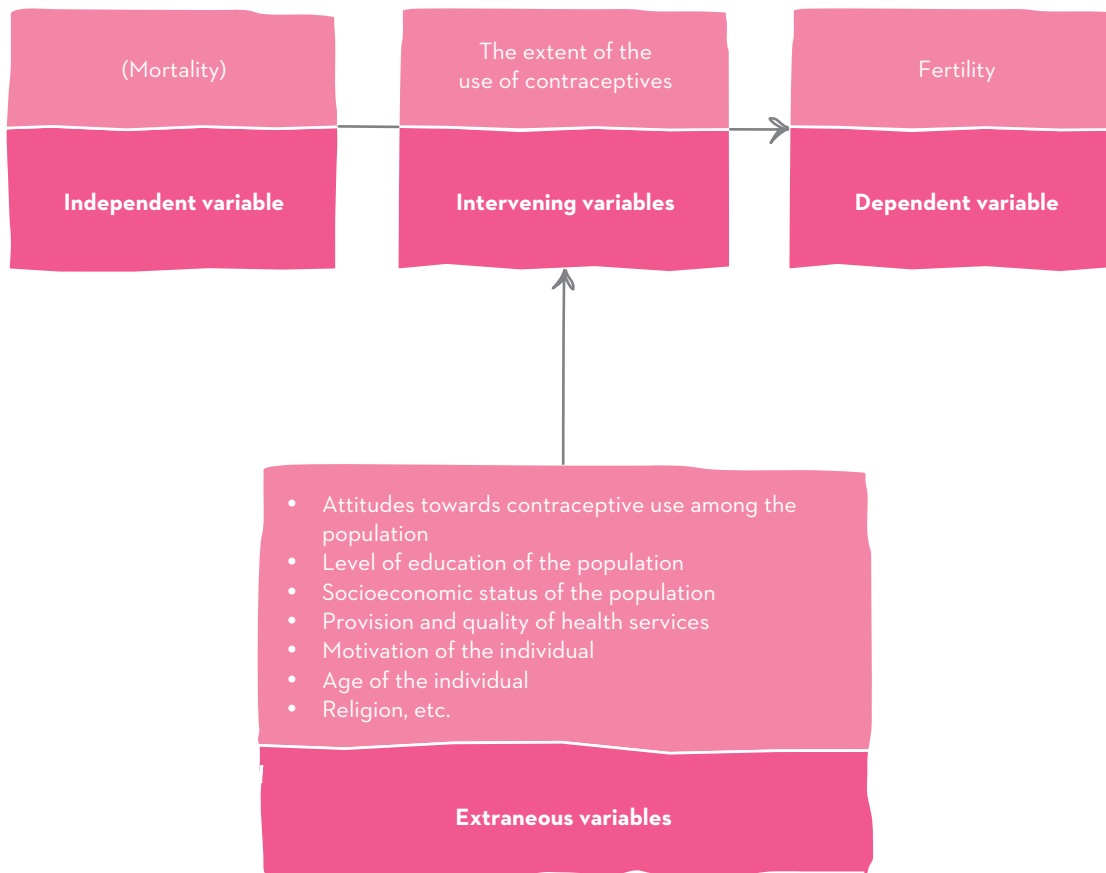 (Mortality)
Independent variable
The extent of the
use of contraceptives
Intervening variables
Fertility
Dependent variable
• Attitudes towards contraceptive use among the
population
• Level of education of the population
• Socioeconomic status of the population
• Provision and quality of health services
• Motivation of the individual
• Age of the individual
• Religion, etc.
Extraneous variables